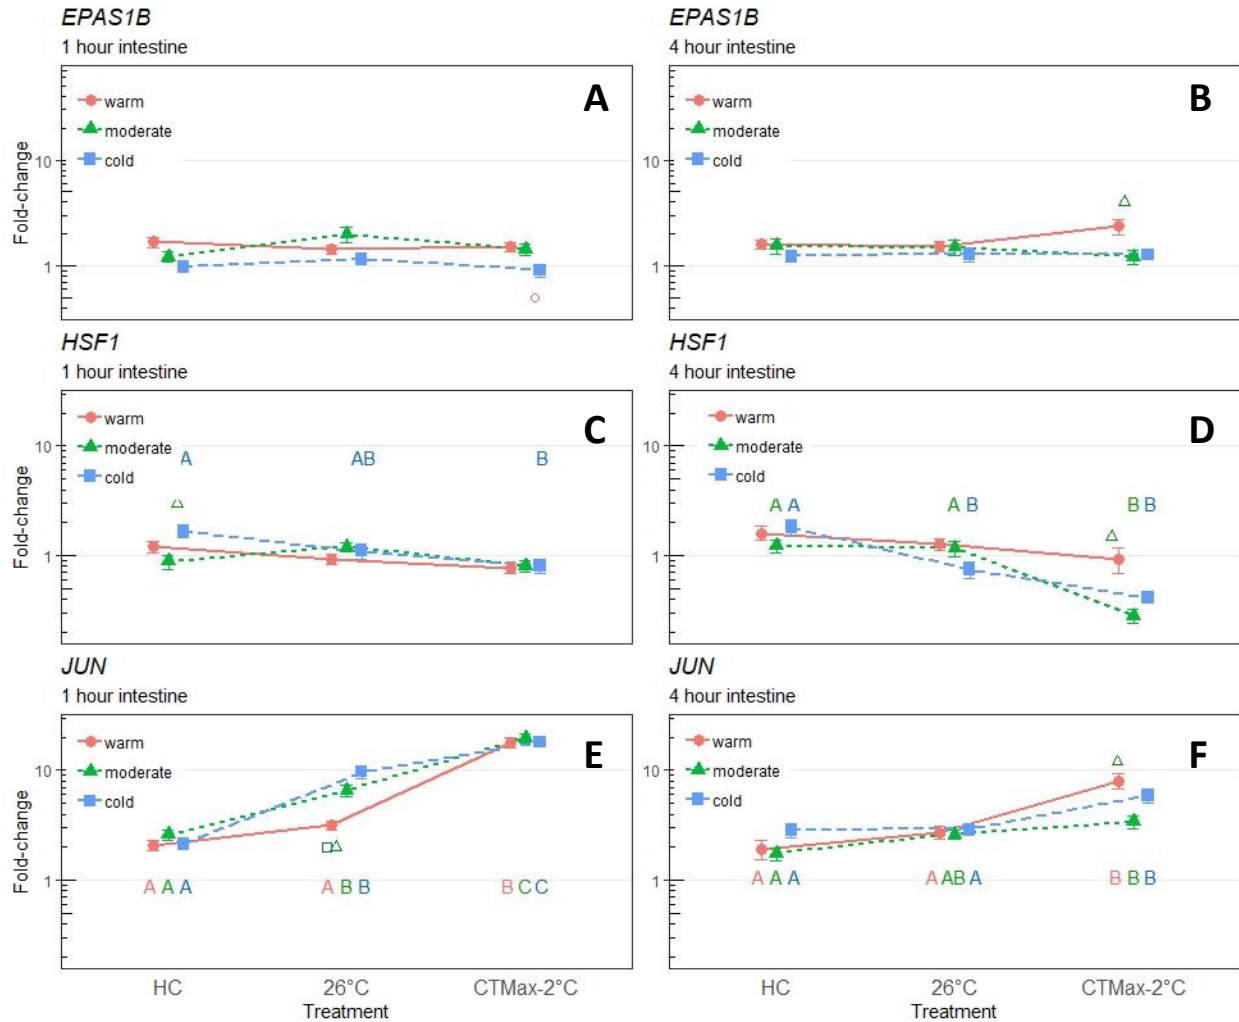 EPAS1B
1 hour intestine
A
warm
moderate
cold
10
1
Fold-change
EPAS1B
4 hour intestine
B
warm
moderate
cold
10
1
HSF1
1 hour intestine
C
warm
moderate
cold
10
1
A AB B
Fold-change
HSF1
4 hour intestine
D
warm
moderate
cold
10
1
A A A B B B
JUN
1 hour intestine
E
warm
moderate
cold
10
1
A A A A B B B C C
Fold-change
HC 26°C CTMax-2°C
Treatment
JUN
4 hour intestine
F
warm
moderate
cold
10
1
A A A A AB A B B B
HC 26°C CTMax-2°C
Treatment